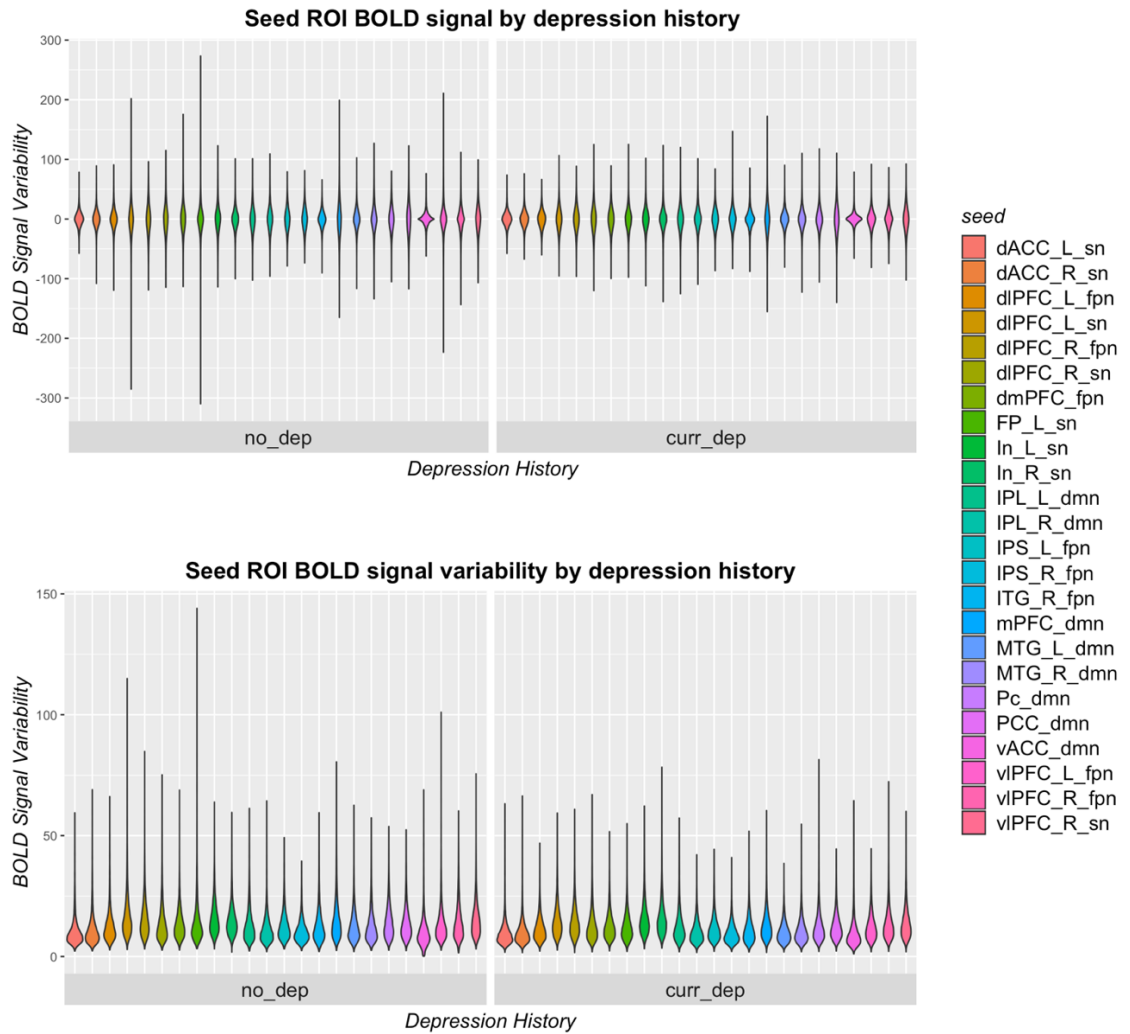 Seed ROI BOLD signal by depression history
BOLD Signal Variability
300
200
100
0
-100
-200
-300
no_dep
curr_dep
Depression History
Seed ROI BOLD signal variability by depression history
BOLD Signal Variability
150
100
50
0
no_dep
curr_dep
Depression History
seed
dACC_L_sn
dACC_R_sn
dlPFC_L_fpn
dlPFC_L_sn
dlPFC_R_fpn
dlPFC_R_sn
dmPFC_fpn
FP_L_sn
In_L_sn
In_R_sn
IPL_L_dmn
IPL_R_dmn
IPS_L_fpn
IPS_R_fpn
ITG_R_fpn
mPFC_dmn
MTG_L_dmn
MTG_R_dmn
Pc_dmn
PCC_dmn
vACC_dmn
vlPFC_L_fpn
vlPFC_R_fpn
vlPFC_R_sn